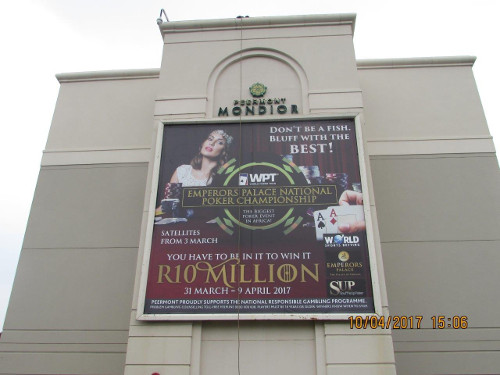 PEERMONT
MONDIOR
DON'T BE A FISH.
BLUFF WITH THE
BEST!
WPT
EMPERORS PALACE NATIONAL
POKER CHAMPIONSHIP
THE BIGGEST
POKER EVENT
IN AFRICA!
SATELLITES
FROM 3 MARCH
A A
WORLD
SPORTS BETTING
YOU HAVE TO BE IN IT TO WIN IT
R10 MILLION
31 MARCH - 9 APRIL 2017
EMPERORS
PALACE
SUP
PEERMONT PROUDLY SUPPORTS THE NATIONAL RESPONSIBLE GAMBLING PROGRAMME.
10/04/2017 15:06